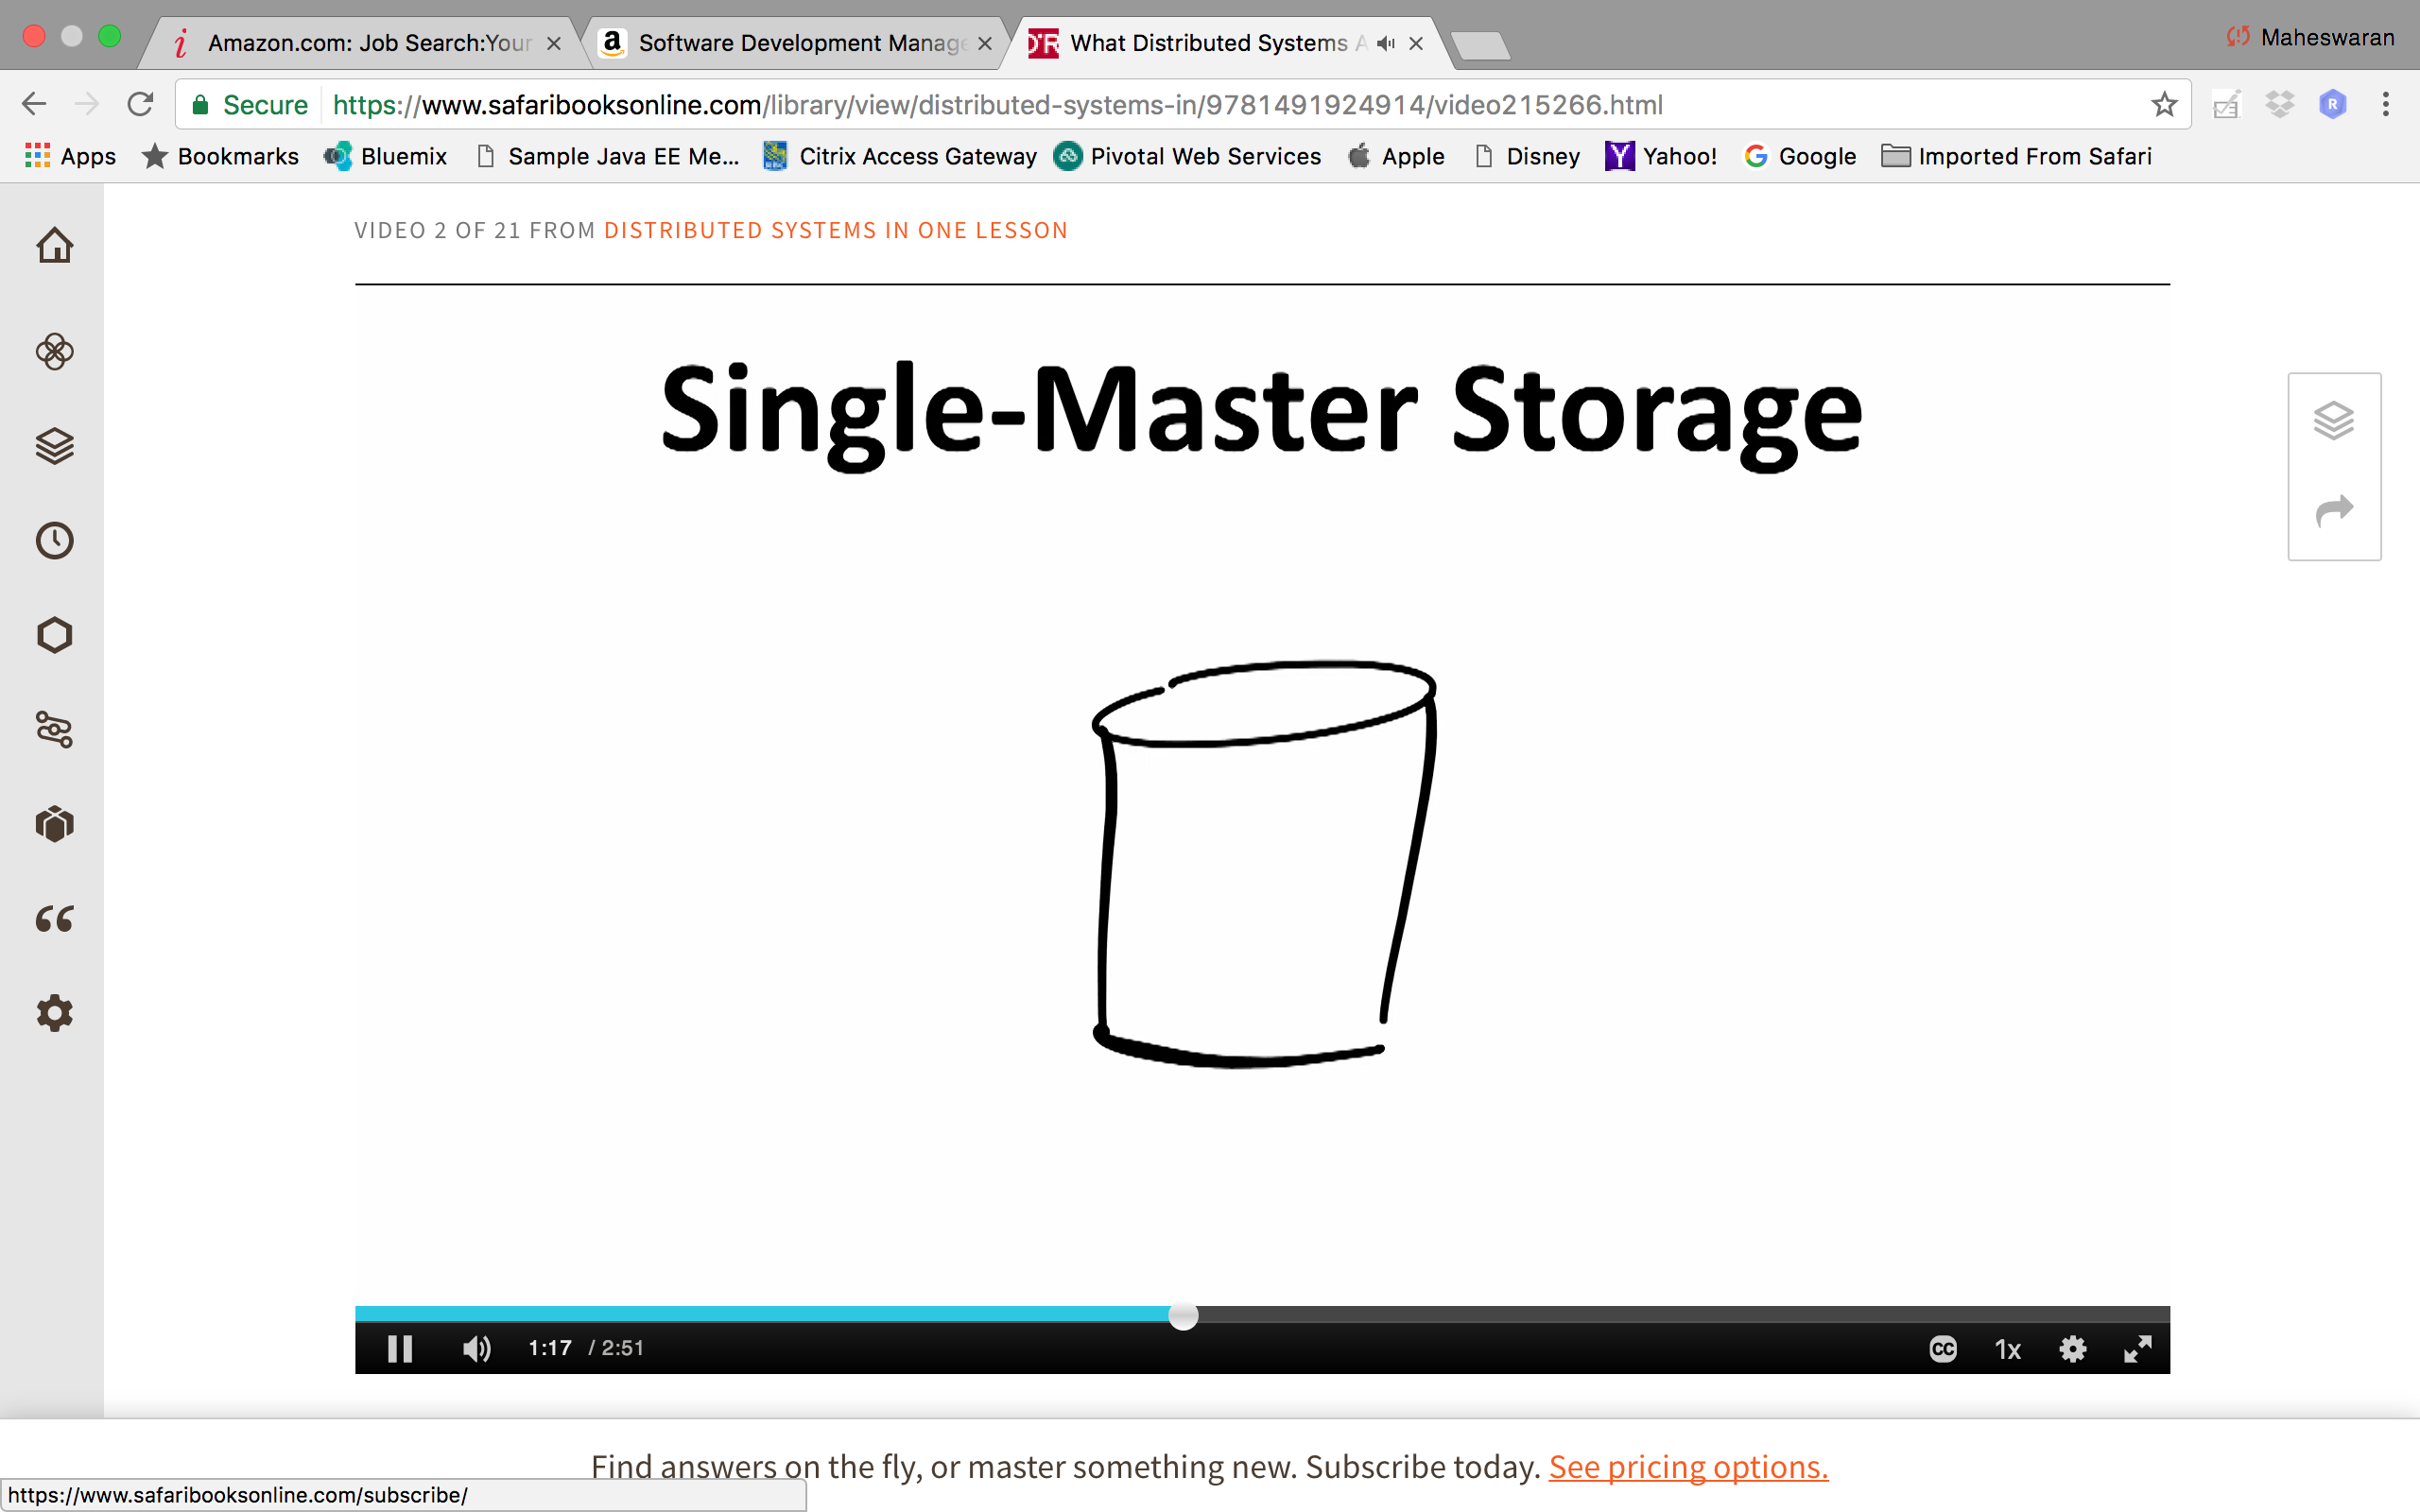 Amazon.com: Job Search:Your
Software Development Manage
What Distributed Systems A
Maheswaran
Secure https://www.safaribooksonline.com/library/view/distributed-systems-in/9781491924914/video215266.html
Apps Bookmarks Bluemix Sample Java EE Me... Citrix Access Gateway Pivotal Web Services Apple Disney Yahoo! Google Imported From Safari
VIDEO 2 OF 21 FROM DISTRIBUTED SYSTEMS IN ONE LESSON
Single-Master Storage
1:17 / 2:51
CC 1x
Find answers on the fly, or master something new. Subscribe today. See pricing options.
https://www.safaribooksonline.com/subscribe/